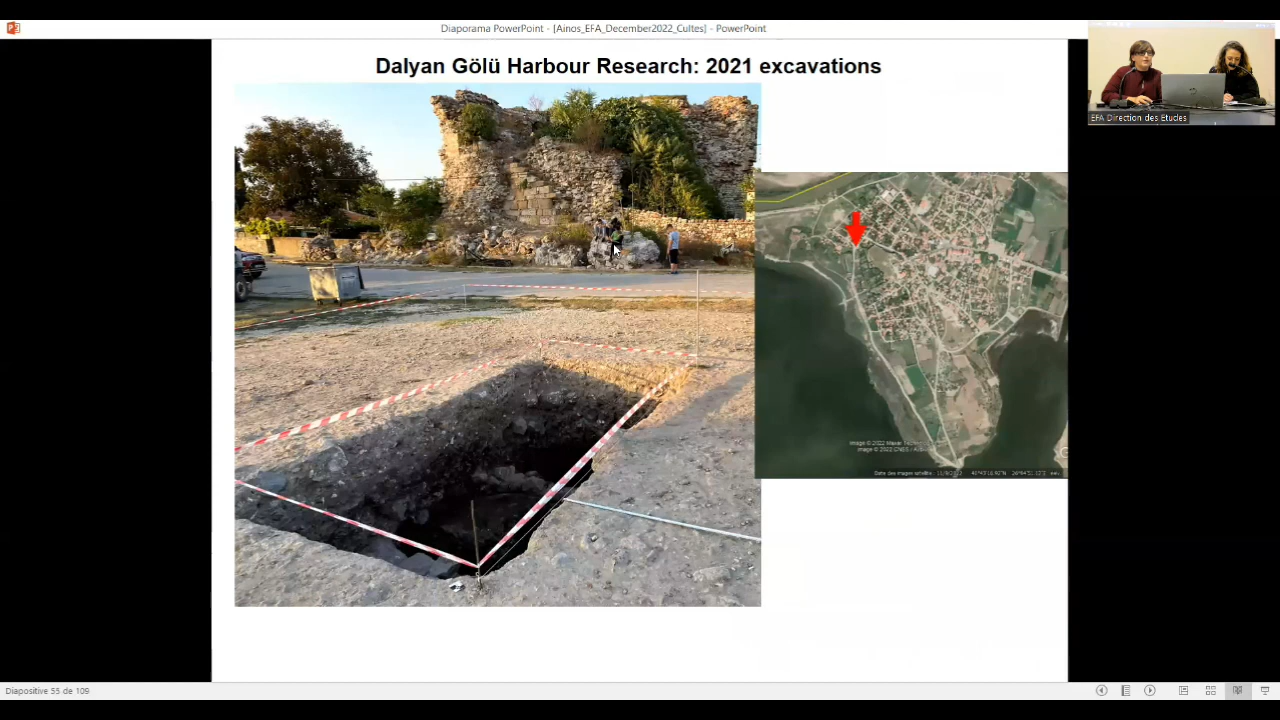 Diaporama PowerPoint - [Ainos_EFA_December2022_Cultes] - PowerPoint
Dalyan Gölü Harbour Research: 2021 excavations
EFA Direction des Etudes
Diapositive 55 de 109